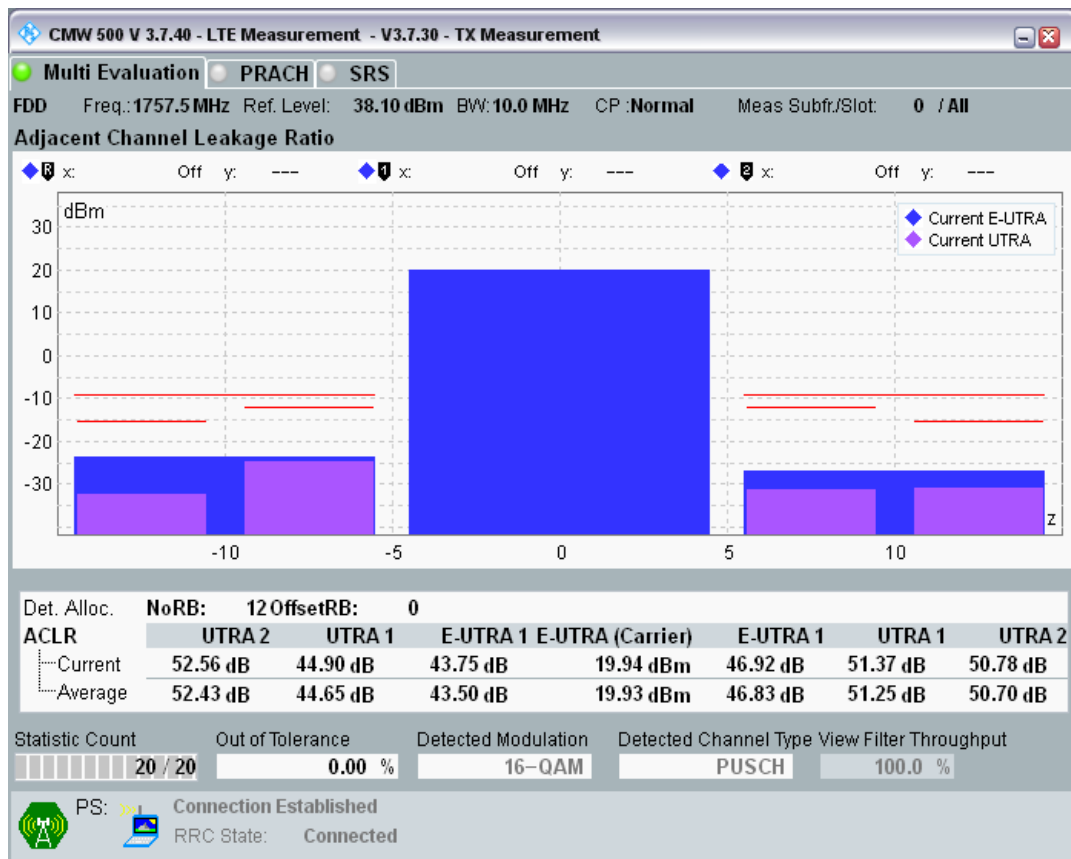 CMW 500 V 3.7.40 - LTE Measurement - V3.7.30 - TX Measurement
Multi Evaluation PRACH SRS
FDD Freq.:1757.5 MHz Ref. Level: 38.10 dBm BW:10.0 MHz CP :Normal Meas Subfr./Slot: 0 / All
Adjacent Channel Leakage Ratio
R x: Off y: --- 1 x: Off y: --- 2 x: Off y: ---
dBm
Current E-UTRA
Current UTRA
30
20
10
0
-10
-20
-30
z
-10 -5 0 5 10
Det. Alloc. NoRB: 12 OffsetRB: 0
ACLR UTRA 2 UTRA 1 E-UTRA 1 E-UTRA (Carrier) E-UTRA 1 UTRA 1 UTRA 2
Current 52.56 dB 44.90 dB 43.75 dB 19.94 dBm 46.92 dB 51.37 dB 50.78 dB
Average 52.43 dB 44.65 dB 43.50 dB 19.93 dBm 46.83 dB 51.25 dB 50.70 dB
Statistic Count Out of Tolerance Detected Modulation Detected Channel Type View Filter Throughput
20 / 20 0.00 % 16-QAM PUSCH 100.0 %
PS: Connection Established
RRC State: Connected